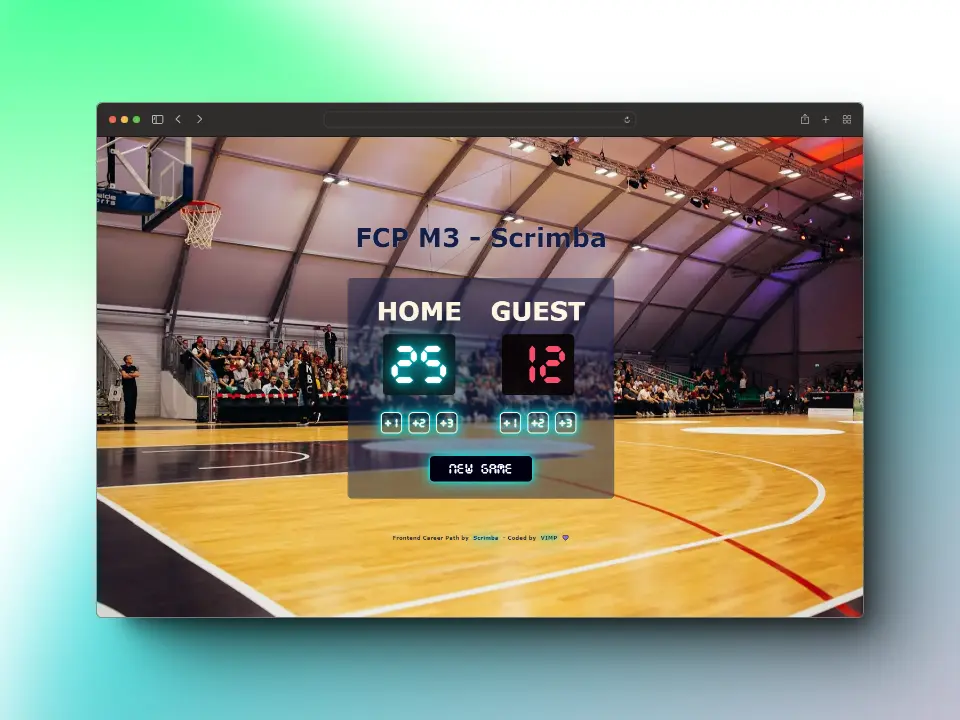 FCP M3 - Scrimba
HOME GUEST
25 12
+1 +2 +3 +1 +2 +3
NEW GAME
Frontend Career Path by Scrimba - Coded by VIMP 💜